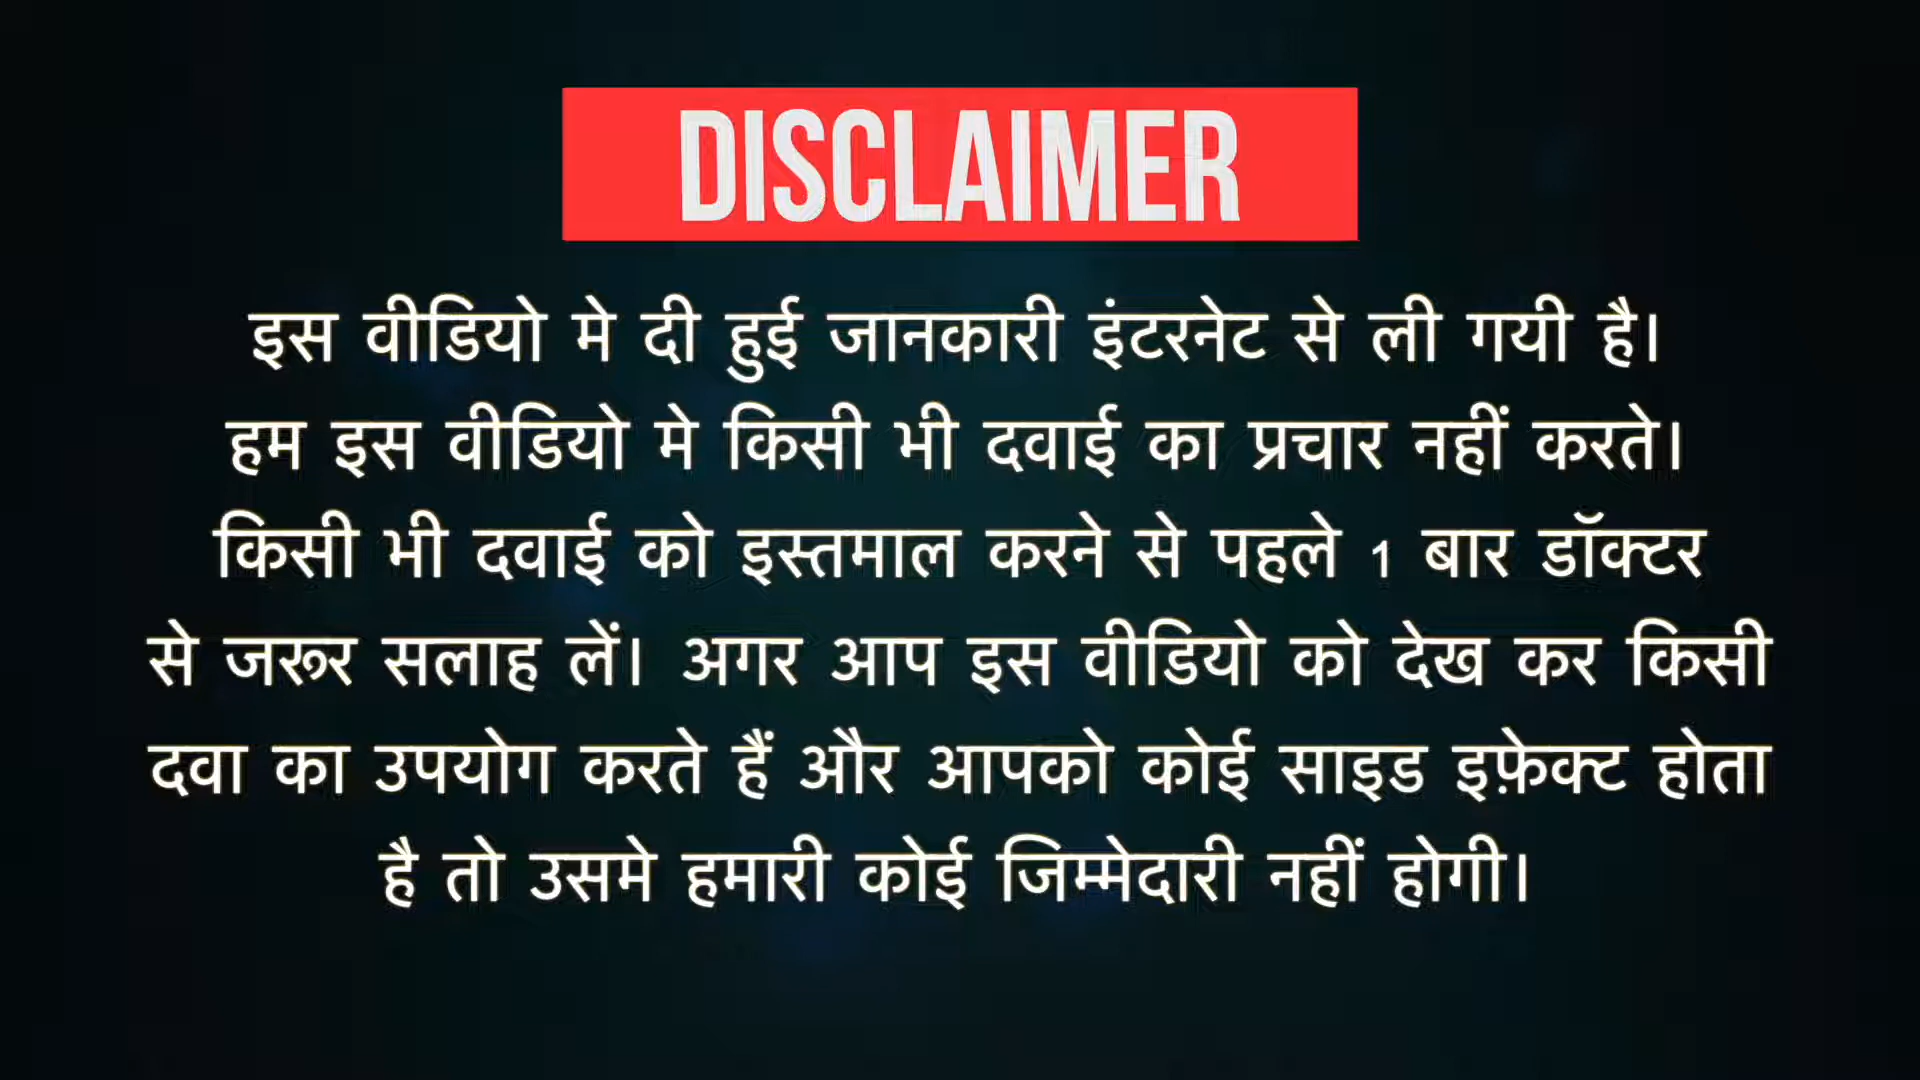 DISCLAIMER
इस वीडियो मे दी हुई जानकारी इंटरनेट से ली गयी है।
हम इस वीडियो मे किसी भी दवाई का प्रचार नहीं करते।
किसी भी दवाई को इस्तमाल करने से पहले 1 बार डॉक्टर
से जरूर सलाह लें। अगर आप इस वीडियो को देख कर किसी
दवा का उपयोग करते हैं और आपको कोई साइड इफ़ेक्ट होता
है तो उसमे हमारी कोई जिम्मेदारी नहीं होगी।